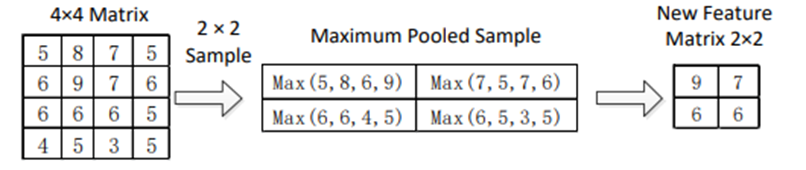 4×4 Matrix
5 8 7 5
6 9 7 6
6 6 6 5
4 5 3 5
2 × 2
Sample
Maximum Pooled Sample
Max(5,8,6,9) Max(7,5,7,6)
Max(6,6,4,5) Max(6,5,3,5)
New Feature
Matrix 2×2
9 7
6 6